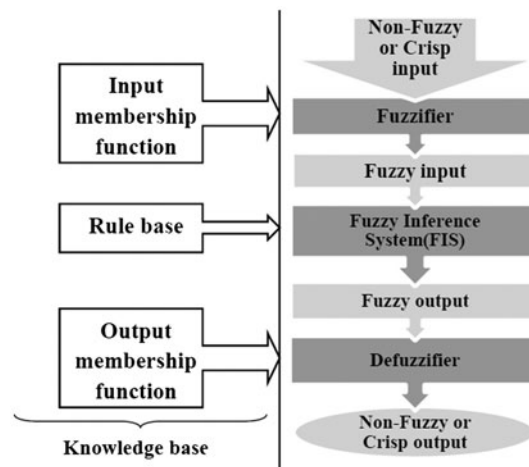 Input
membership
function
Rule base
Output
membership
function
Knowledge base
Non-Fuzzy
or Crisp
input
Fuzzifier
Fuzzy input
Fuzzy Inference
System(FIS)
Fuzzy output
Defuzzifier
Non-Fuzzy or
Crisp output